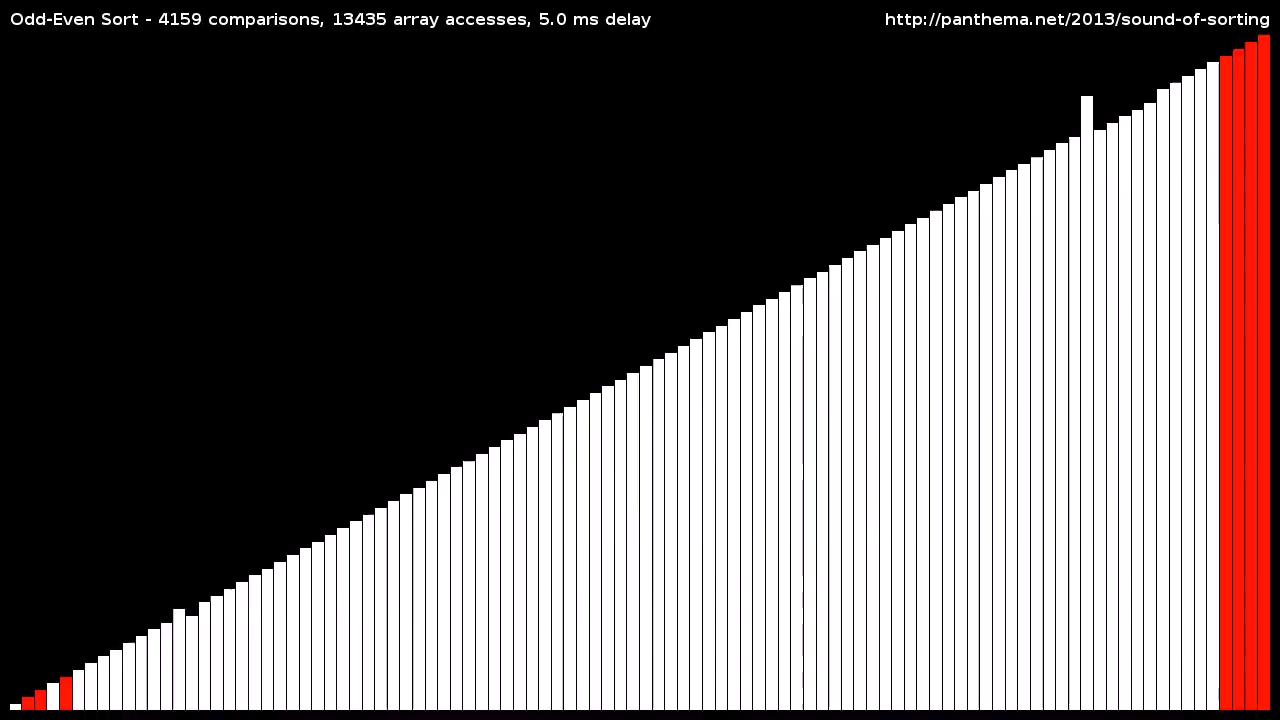 Odd-Even Sort - 4159 comparisons, 13435 array accesses, 5.0 ms delay
http://panthema.net/2013/sound-of-sorting